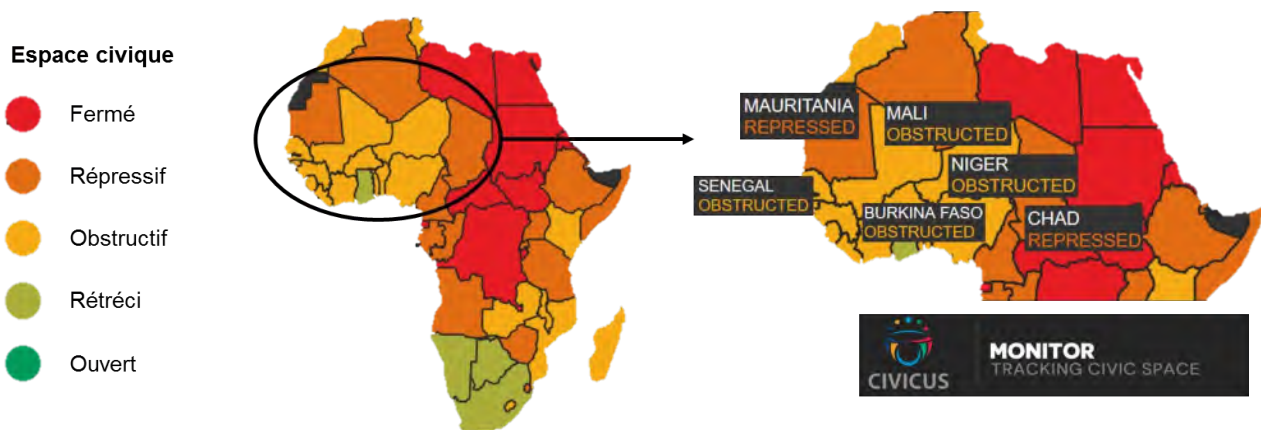 Espace civique
Fermé
Répressif
Obstructif
Rétréci
Ouvert
MAURITANIA
REPRESSED
MALI
OBSTRUCTED
NIGER
OBSTRUCTED
SENEGAL
OBSTRUCTED
BURKINA FASO
OBSTRUCTED
CHAD
REPRESSED
CIVICUS
MONITOR
TRACKING CIVIC SPACE